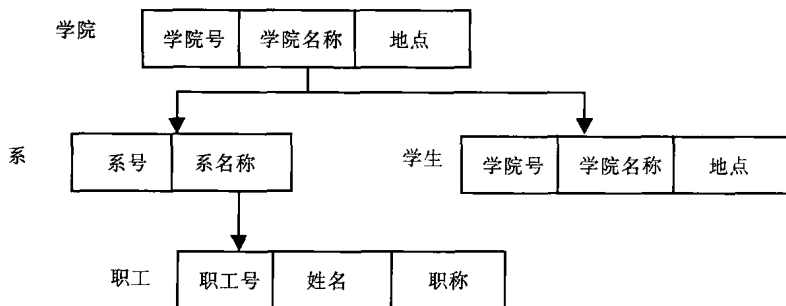 学院 学院号 学院名称 地点
系 系号 系名称 学生 学院号 学院名称 地点
职工 职工号 姓名 职称